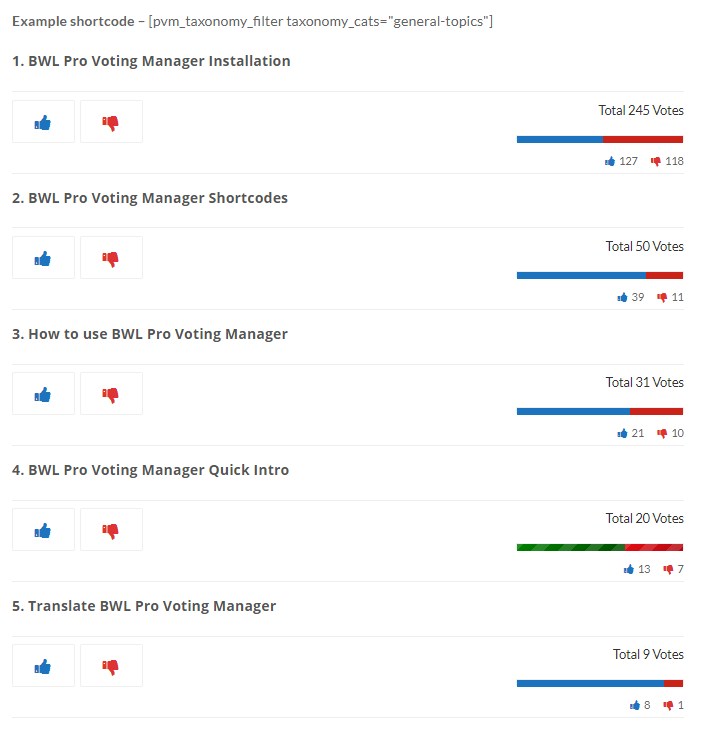 Example shortcode – [pvm_taxonomy_filter taxonomy_cats="general-topics"]
1. BWL Pro Voting Manager Installation
Total 245 Votes
127 118
2. BWL Pro Voting Manager Shortcodes
Total 50 Votes
39 11
3. How to use BWL Pro Voting Manager
Total 31 Votes
21 10
4. BWL Pro Voting Manager Quick Intro
Total 20 Votes
13 7
5. Translate BWL Pro Voting Manager
Total 9 Votes
8 1